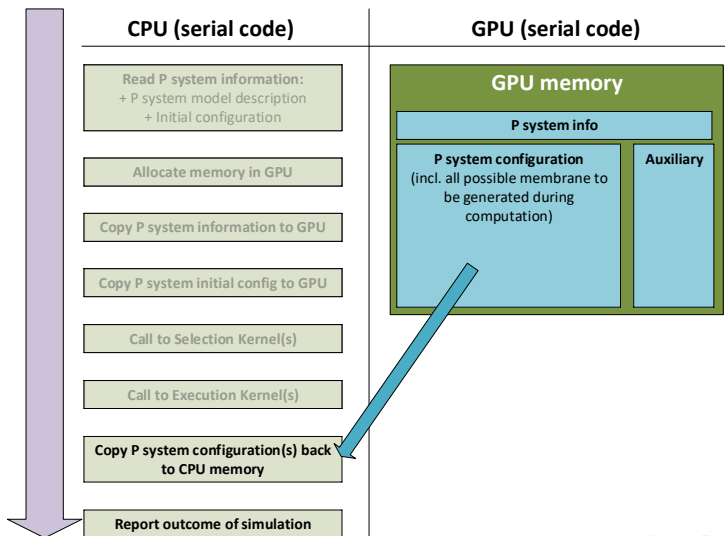 CPU (serial code)
GPU (serial code)
Read P system information:
+ P system model description
+ Initial configuration
Allocate memory in GPU
Copy P system information to GPU
Copy P system initial config to GPU
Call to Selection Kernel(s)
Call to Execution Kernel(s)
Copy P system configuration(s) back
to CPU memory
Report outcome of simulation
GPU memory
P system info
P system configuration
(incl. all possible membrane to
be generated during
computation)
Auxiliary